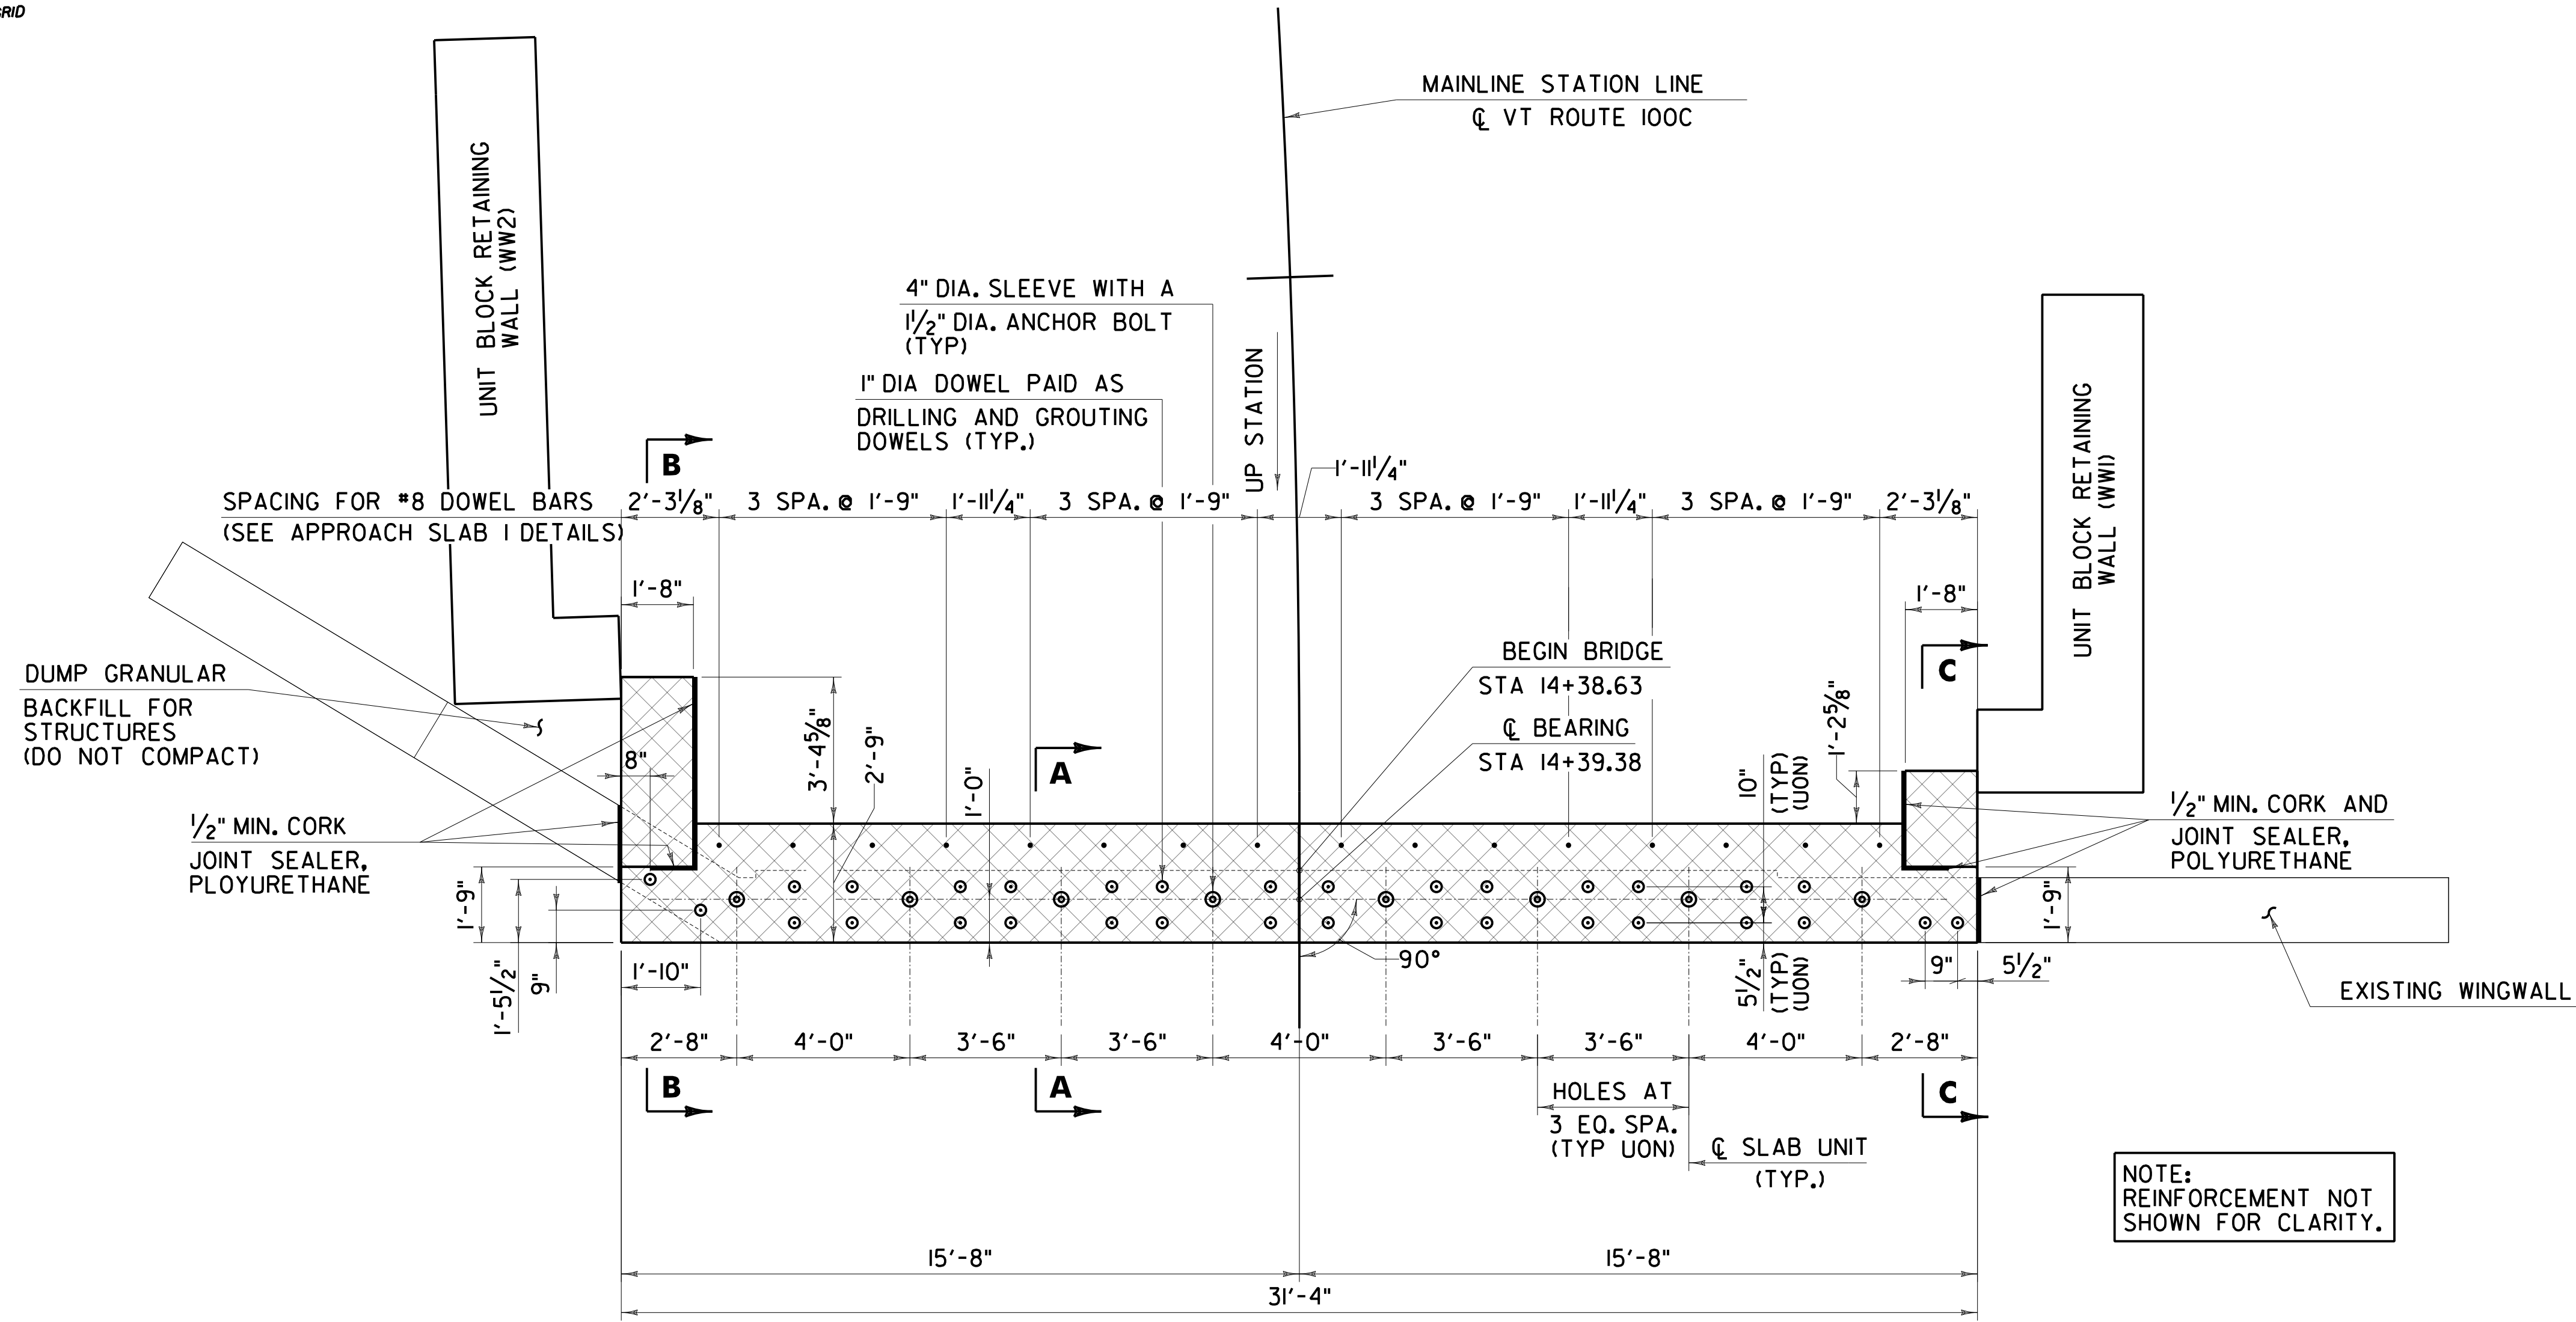 GRID
MAINLINE STATION LINE
℄ VT ROUTE 100C
UNIT BLOCK RETAINING
WALL (WW2)
4" DIA. SLEEVE WITH A
1½" DIA. ANCHOR BOLT
(TYP)
1" DIA DOWEL PAID AS
DRILLING AND GROUTING
DOWELS (TYP.)
UP STATION
UNIT BLOCK RETAINING
WALL (WW1)
B
1'-11¼"
SPACING FOR #8 DOWEL BARS
(SEE APPROACH SLAB 1 DETAILS)
2'-3⅛" 3 SPA. @ 1'-9" 1'-11¼" 3 SPA. @ 1'-9" 3 SPA. @ 1'-9" 1'-11¼" 3 SPA. @ 1'-9" 2'-3⅛"
1'-8"
1'-8"
BEGIN BRIDGE
STA 14+38.63
℄ BEARING
STA 14+39.38
C
DUMP GRANULAR
BACKFILL FOR
STRUCTURES
(DO NOT COMPACT)
8"
3'-4⅝"
2'-9"
A
1'-0"
10"
(TYP)
(UON)
1'-2⅝"
½" MIN. CORK
JOINT SEALER,
PLOYURETHANE
½" MIN. CORK AND
JOINT SEALER,
POLYURETHANE
1'-9"
1'-5½"
9"
1'-10"
90°
5½"
(TYP)
(UON)
1'-9"
9" 5½"
EXISTING WINGWALL
2'-8" 4'-0" 3'-6" 3'-6" 4'-0" 3'-6" 3'-6" 4'-0" 2'-8"
B A C
HOLES AT
3 EQ. SPA.
(TYP UON)
℄ SLAB UNIT
(TYP.)
NOTE:
REINFORCEMENT NOT
SHOWN FOR CLARITY.
15'-8" 15'-8"
31'-4"